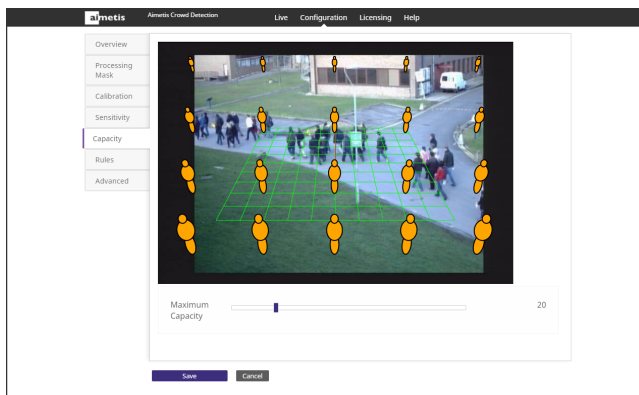 aimetis
Aimetis Crowd Detection
Live
Configuration
Licensing
Help
Overview
Processing
Mask
Calibration
Sensitivity
Capacity
Rules
Advanced
Maximum
Capacity
20
Save
Cancel